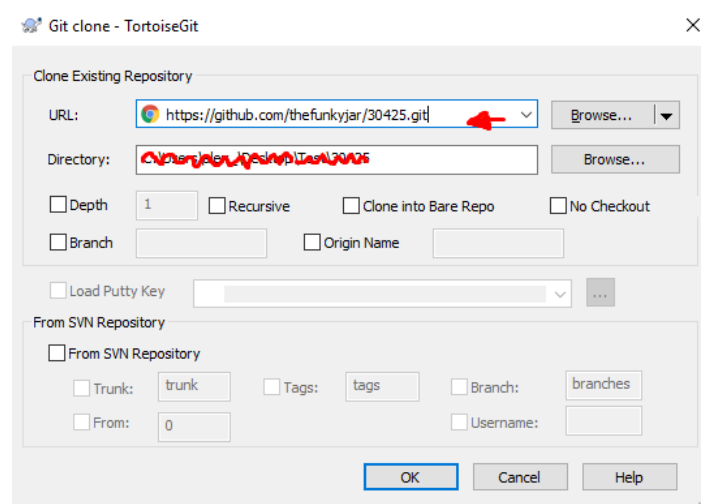 Git clone - TortoiseGit
Clone Existing Repository
URL: https://github.com/thefunkyjar/30425.git Browse...
Directory: Browse...
Depth 1 Recursive Clone into Bare Repo No Checkout
Branch Origin Name
Load Putty Key ...
From SVN Repository
From SVN Repository
Trunk: trunk Tags: tags Branch: branches
From: 0 Username:
OK Cancel Help